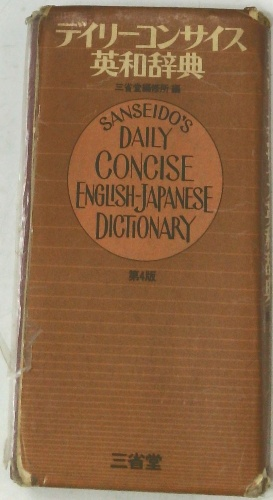 デイリーコンサイス
英和辞典
三省堂編修所 編
SANSEIDO'S
DAILY
CONCISE
ENGLISH-JAPANESE
DICTIONARY
第4版
三省堂